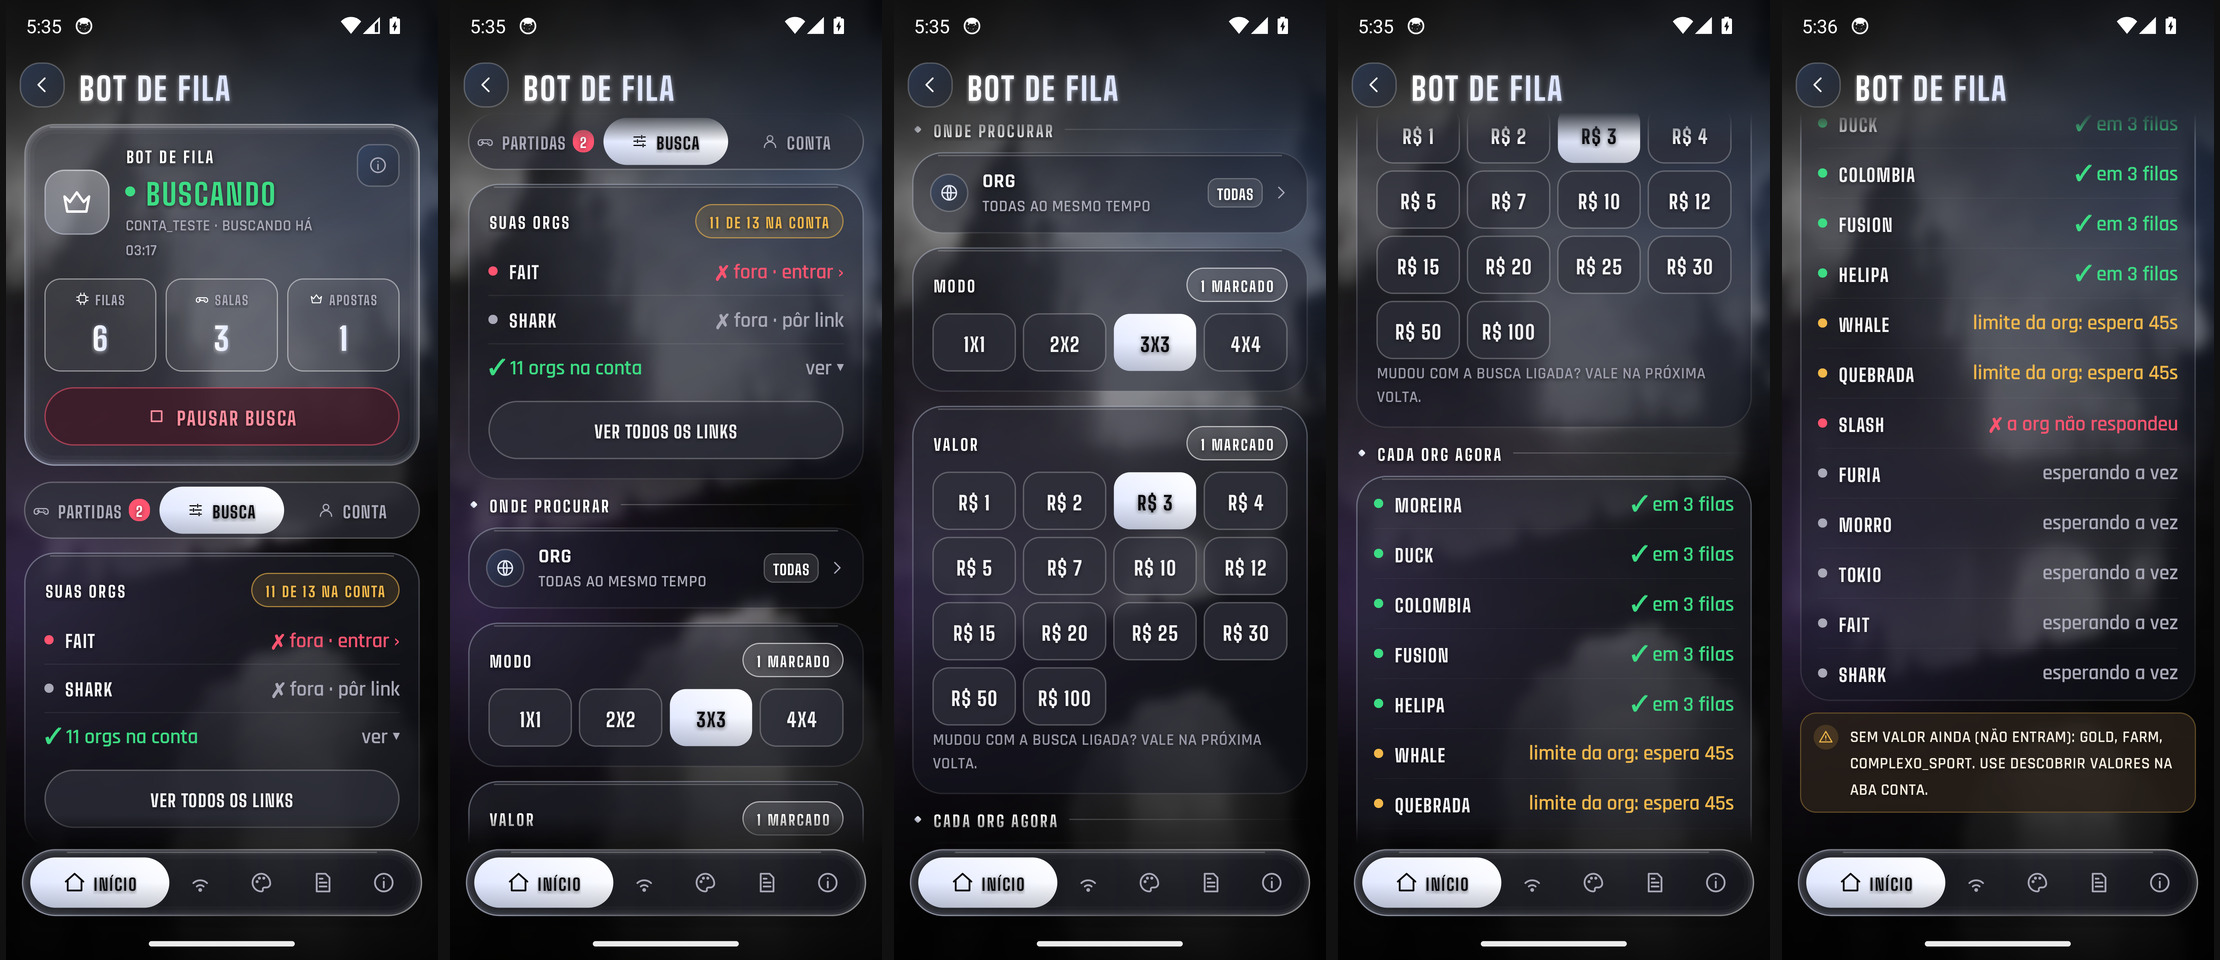 5:35
BOT DE FILA
BOT DE FILA
BUSCANDO
CONTA_TESTE · BUSCANDO HÁ
03:17
FILAS
6
SALAS
3
APOSTAS
1
PAUSAR BUSCA
PARTIDAS 2
BUSCA
CONTA
SUAS ORGS
11 DE 13 NA CONTA
FAIT
✗ fora · entrar ›
SHARK
✗ fora · pôr link
✓ 11 orgs na conta
ver ▾
VER TODOS OS LINKS
INÍCIO
5:35
BOT DE FILA
PARTIDAS 2
BUSCA
CONTA
SUAS ORGS
11 DE 13 NA CONTA
FAIT
✗ fora · entrar ›
SHARK
✗ fora · pôr link
✓ 11 orgs na conta
ver ▾
VER TODOS OS LINKS
ONDE PROCURAR
ORG
TODAS AO MESMO TEMPO
TODAS
MODO
1 MARCADO
1X1
2X2
3X3
4X4
VALOR
1 MARCADO
INÍCIO
5:35
BOT DE FILA
ONDE PROCURAR
ORG
TODAS AO MESMO TEMPO
TODAS
MODO
1 MARCADO
1X1
2X2
3X3
4X4
VALOR
1 MARCADO
R$ 1
R$ 2
R$ 3
R$ 4
R$ 5
R$ 7
R$ 10
R$ 12
R$ 15
R$ 20
R$ 25
R$ 30
R$ 50
R$ 100
MUDOU COM A BUSCA LIGADA? VALE NA PRÓXIMA
VOLTA.
CADA ORG AGORA
INÍCIO
5:35
BOT DE FILA
R$ 1
R$ 2
R$ 3
R$ 4
R$ 5
R$ 7
R$ 10
R$ 12
R$ 15
R$ 20
R$ 25
R$ 30
R$ 50
R$ 100
MUDOU COM A BUSCA LIGADA? VALE NA PRÓXIMA
VOLTA.
CADA ORG AGORA
MOREIRA
✓ em 3 filas
DUCK
✓ em 3 filas
COLOMBIA
✓ em 3 filas
FUSION
✓ em 3 filas
HELIPA
✓ em 3 filas
WHALE
limite da org: espera 45s
QUEBRADA
limite da org: espera 45s
INÍCIO
5:36
BOT DE FILA
DUCK
✓ em 3 filas
COLOMBIA
✓ em 3 filas
FUSION
✓ em 3 filas
HELIPA
✓ em 3 filas
WHALE
limite da org: espera 45s
QUEBRADA
limite da org: espera 45s
SLASH
✗ a org não respondeu
FURIA
esperando a vez
MORRO
esperando a vez
TOKIO
esperando a vez
FAIT
esperando a vez
SHARK
esperando a vez
SEM VALOR AINDA (NÃO ENTRAM): GOLD, FARM,
COMPLEXO_SPORT. USE DESCOBRIR VALORES NA
ABA CONTA.
INÍCIO